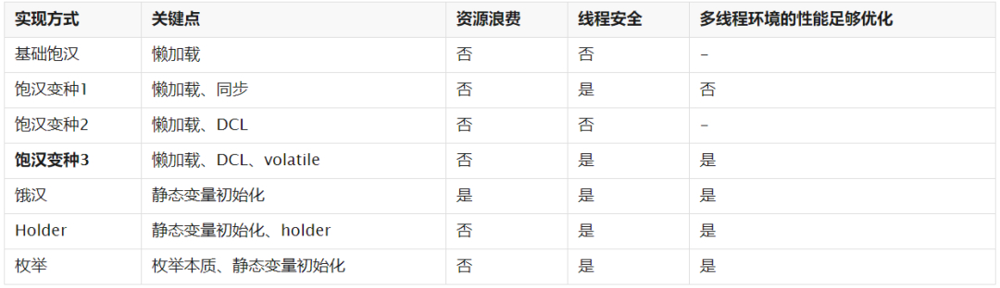 实现方式 关键点 资源浪费 线程安全 多线程环境的性能足够优化
基础饱汉 懒加载 否 否 –
饱汉变种1 懒加载、同步 否 是 否
饱汉变种2 懒加载、DCL 否 否 –
饱汉变种3 懒加载、DCL、volatile 否 是 是
饿汉 静态变量初始化 是 是 是
Holder 静态变量初始化、holder 否 是 是
枚举 枚举本质、静态变量初始化 否 是 是